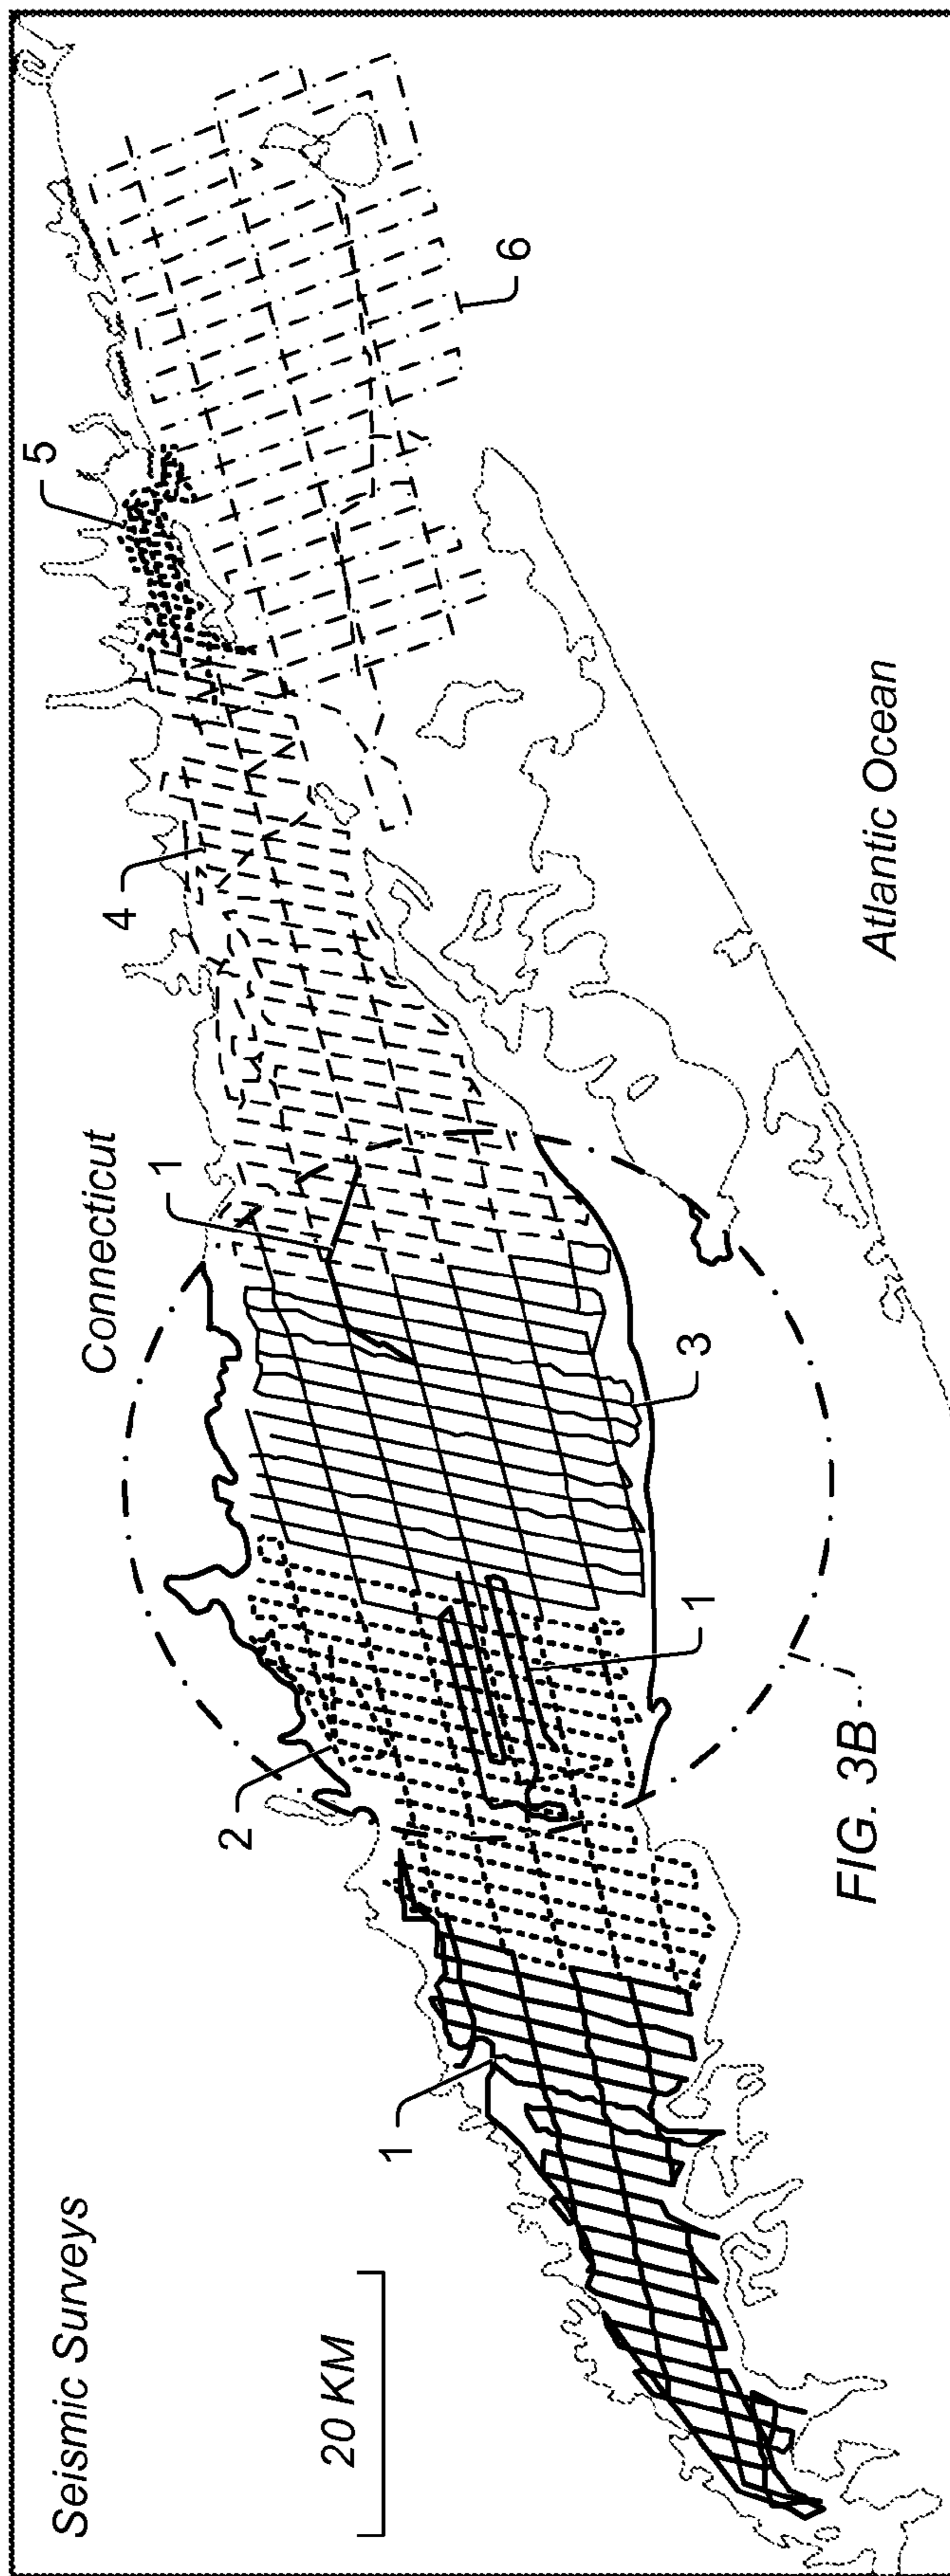 Seismic Surveys
20 KM
Connecticut
1
1
1
2
3
4
5
6
FIG. 3B
Atlantic Ocean